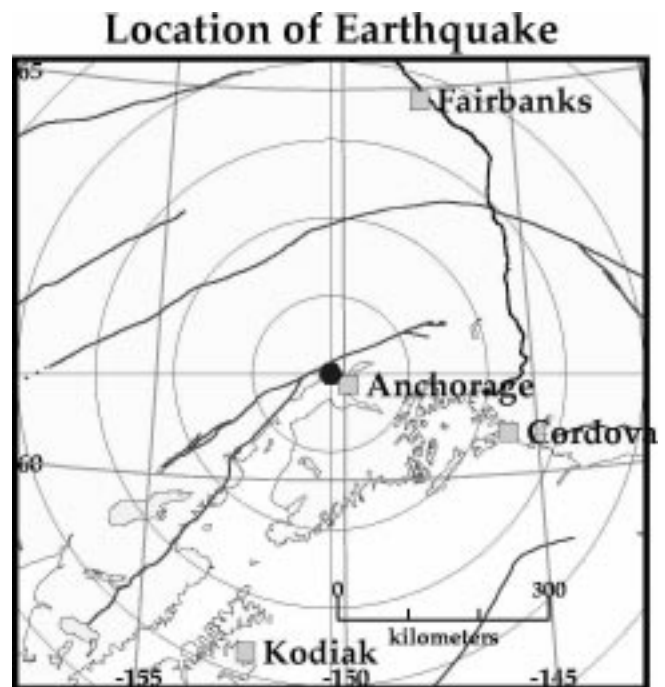 Location of Earthquake
65
Fairbanks
Anchorage
Cordova
60
0 300
kilometers
Kodiak
-155 -150 -145